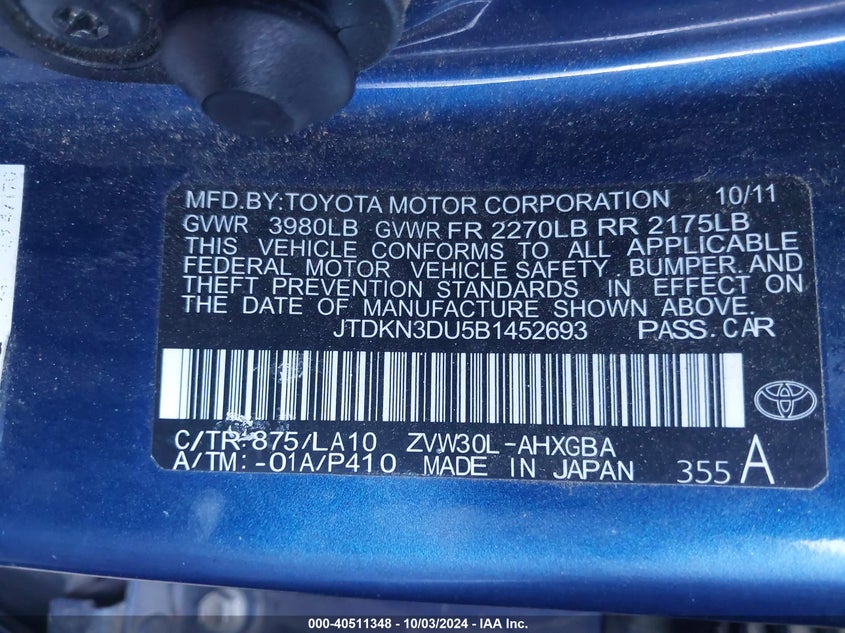 MFD.BY:TOYOTA MOTOR CORPORATION 10/11
GVWR 3980LB GVWR FR 2270LB RR 2175LB
THIS VEHICLE CONFORMS TO ALL APPLICABLE
FEDERAL MOTOR VEHICLE SAFETY, BUMPER, AND
THEFT PREVENTION STANDARDS IN EFFECT ON
THE DATE OF MANUFACTURE SHOWN ABOVE.
JTDKN3DU5B1452693 PASS.CAR
C/TR:875/LA10 ZVW30L-AHXGBA
A/TM:-01A/P410 MADE IN JAPAN 355 A
000-40511348 - 10/03/2024 - IAA Inc.